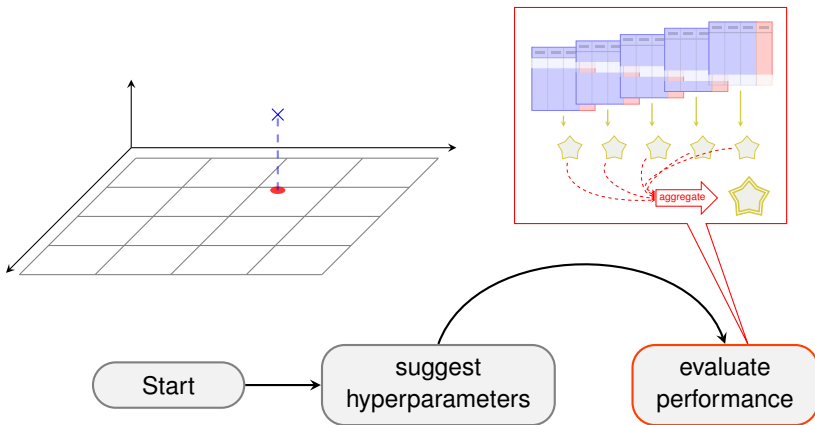 aggregate
Start
suggest
hyperparameters
evaluate
performance